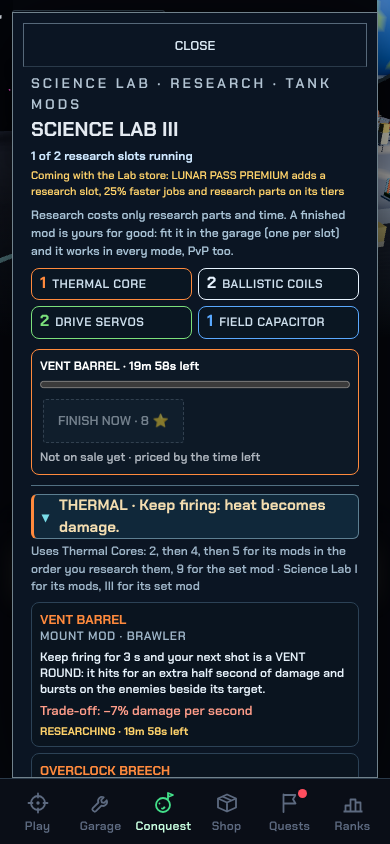 CLOSE
SCIENCE LAB · RESEARCH · TANK
MODS
SCIENCE LAB III
1 of 2 research slots running
Coming with the Lab store: LUNAR PASS PREMIUM adds a
research slot, 25% faster jobs and research parts on its tiers
Research costs only research parts and time. A finished
mod is yours for good: fit it in the garage (one per slot)
and it works in every mode, PvP too.
1 THERMAL CORE
2 BALLISTIC COILS
2 DRIVE SERVOS
1 FIELD CAPACITOR
VENT BARREL · 19m 58s left
FINISH NOW · 8 ⭐
Not on sale yet · priced by the time left
▼ THERMAL · Keep firing: heat becomes
damage.
Uses Thermal Cores: 2, then 4, then 5 for its mods in the
order you research them, 9 for the set mod · Science Lab I
for its mods, III for its set mod
VENT BARREL
MOUNT MOD · BRAWLER
Keep firing for 3 s and your next shot is a VENT
ROUND: it hits for an extra half second of damage and
bursts on the enemies beside its target.
Trade-off: −7% damage per second
RESEARCHING · 19m 58s left
OVERCLOCK BREECH
Play
Garage
Conquest
Shop
Quests
Ranks